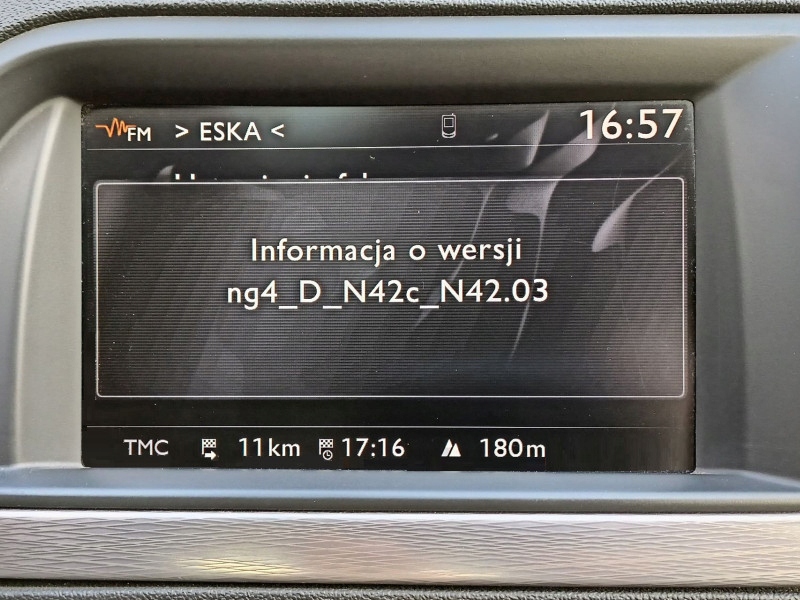 FM > ESKA < 16:57
Informacja o wersji
ng4_D_N42c_N42.03
TMC 11km 17:16 180m